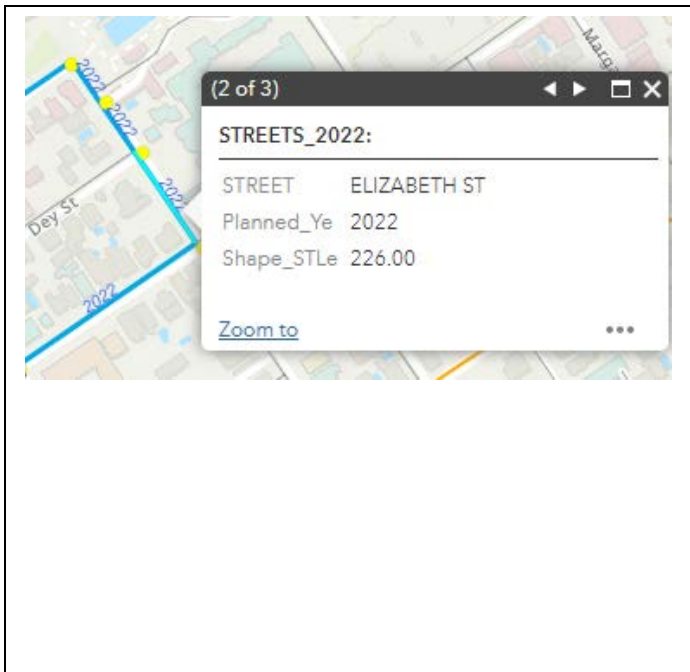 2022
2022
2022
Dey St
2022
Marga
(2 of 3)
STREETS_2022:
STREET ELIZABETH ST
Planned_Ye 2022
Shape_STLe 226.00
Zoom to